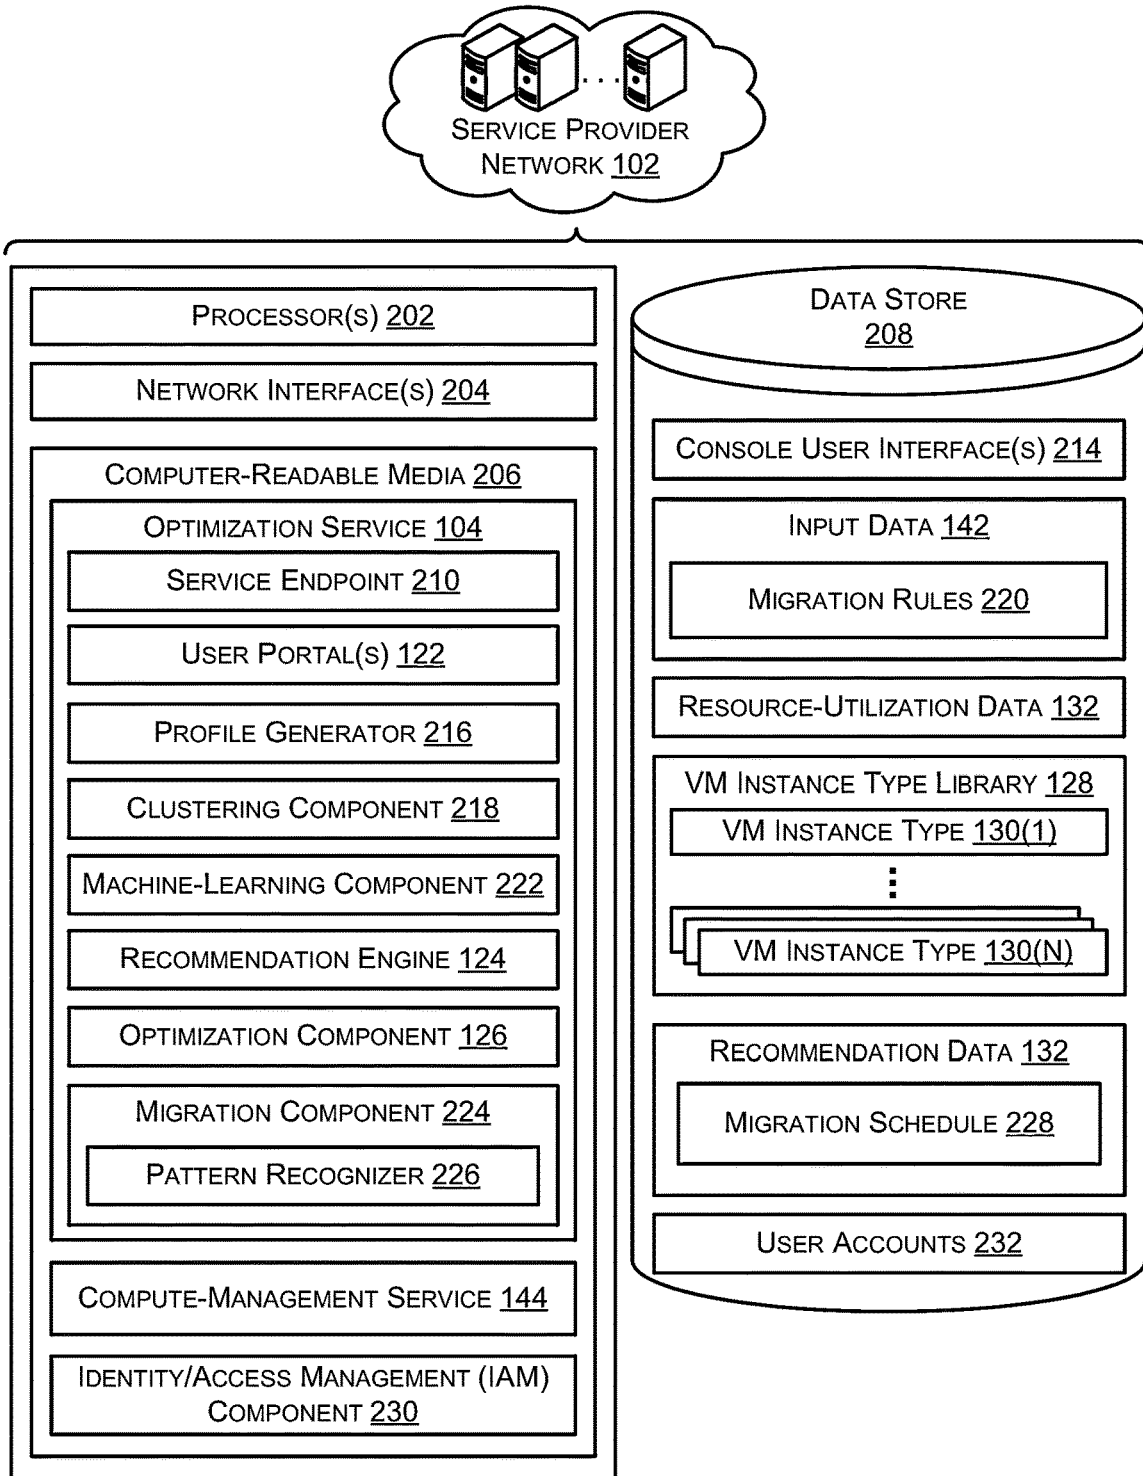 SERVICE PROVIDER
NETWORK 102
PROCESSOR(S) 202
NETWORK INTERFACE(S) 204
COMPUTER-READABLE MEDIA 206
OPTIMIZATION SERVICE 104
SERVICE ENDPOINT 210
USER PORTAL(S) 122
PROFILE GENERATOR 216
CLUSTERING COMPONENT 218
MACHINE-LEARNING COMPONENT 222
RECOMMENDATION ENGINE 124
OPTIMIZATION COMPONENT 126
MIGRATION COMPONENT 224
PATTERN RECOGNIZER 226
COMPUTE-MANAGEMENT SERVICE 144
IDENTITY/ACCESS MANAGEMENT (IAM)
COMPONENT 230
DATA STORE
208
CONSOLE USER INTERFACE(S) 214
INPUT DATA 142
MIGRATION RULES 220
RESOURCE-UTILIZATION DATA 132
VM INSTANCE TYPE LIBRARY 128
VM INSTANCE TYPE 130(1)
VM INSTANCE TYPE 130(N)
RECOMMENDATION DATA 132
MIGRATION SCHEDULE 228
USER ACCOUNTS 232